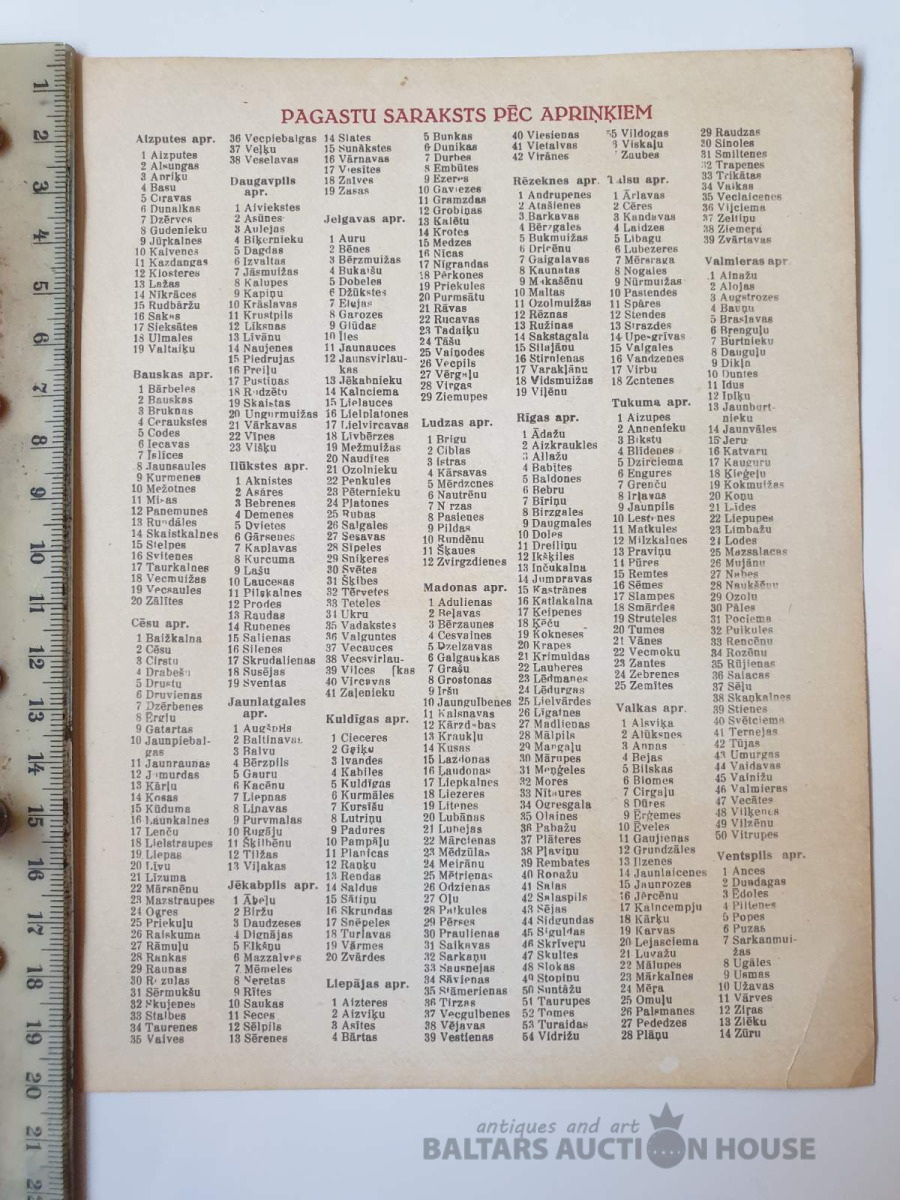 PAGASTU SARAKSTS PĒC APRIŅĶIEM
Aizputes apr.
1 Aizputes
2 Alsungas
3 Apriķu
4 Basu
5 Cīravas
6 Dunalkas
7 Dzērves
8 Gudenieku
9 Jūrkalnes
10 Kalvenes
11 Kazdangas
12 Klosteres
13 Lažas
14 Nīkrāces
15 Rudbāržu
16 Sakas
17 Sieksātes
18 Ulmales
19 Valtaiķu
Bauskas apr.
1 Bārbeles
2 Bauskas
3 Bruknas
4 Ceraukstes
5 Codes
6 Iecavas
7 Īslīces
8 Jaunsaules
9 Kurmenes
10 Mežotnes
11 Misas
12 Panemunes
13 Rundāles
14 Skaistkalnes
15 Stelpes
16 Svitenes
17 Taurkalnes
18 Vecmuižas
19 Vecsaules
20 Zālītes
Cēsu apr.
1 Baižkalna
2 Cēsu
3 Cirstu
4 Drabešu
5 Drustu
6 Druvienas
7 Dzērbenes
8 Ērgļu
9 Gatartas
10 Jaunpiebal-
gas
11 Jaunraunas
12 Jumurdas
13 Kārļu
14 Kosas
15 Kūduma
16 Launkalnes
17 Lenču
18 Lielstraupes
19 Liepas
20 Līvu
21 Līzuma
22 Mārsnēnu
23 Mazstraupes
24 Ogres
25 Priekuļu
26 Raiskuma
27 Rāmuļu
28 Rankas
29 Raunas
30 Rozulas
31 Sērmukšu
32 Skujenes
33 Stalbes
34 Taurenes
35 Vaives
36 Vecpiebalgas
37 Veļķu
38 Veselavas
Daugavpils
apr.
1 Aiviekstes
2 Asūnes
3 Aulejas
4 Biķernieku
5 Dagdas
6 Izvaltas
7 Jāsmuižas
8 Kalupes
9 Kapiņu
10 Krāslavas
11 Krustpils
12 Līksnas
13 Līvānu
14 Naujenes
15 Piedrujas
16 Preiļu
17 Pustiņas
18 Rudzētu
19 Skaistas
20 Ungurmuižas
21 Vārkavas
22 Vīpes
23 Višķu
Ilūkstes apr.
1 Aknīstes
2 Asāres
3 Bebrenes
4 Demenes
5 Dvietes
6 Gārsenes
7 Kaplavas
8 Kurcuma
9 Lašu
10 Laucesas
11 Pilskalnes
12 Prodes
13 Raudas
14 Rubenes
15 Salienas
16 Silenes
17 Skrudalienas
18 Susējas
19 Sventas
Jaunlatgales
apr.
1 Augšpils
2 Baltinavas
3 Balvu
4 Bērzpils
5 Gauru
6 Kacēnu
7 Liepnas
8 Linavas
9 Purvmalas
10 Rugāju
11 Šķilbēnu
12 Tilžas
13 Viļakas
Jēkabpils apr.
1 Ābeļu
2 Biržu
3 Daudzeses
4 Dignājas
5 Elkšņu
6 Mazzalves
7 Mēmeles
8 Neretas
9 Rites
10 Saukas
11 Seces
12 Sēlpils
13 Sērenes
14 Slates
15 Sunākstes
16 Vārnavas
17 Viesītes
18 Zalves
19 Zasas
Jelgavas apr.
1 Auru
2 Bēnes
3 Bērzmuižas
4 Bukaišu
5 Dobeles
6 Džūkstes
7 Elejas
8 Garozes
9 Glūdas
10 Īles
11 Jaunauces
12 Jaunsvirlau-
kas
13 Jēkabnieku
14 Kalnciema
15 Lielauces
16 Lielplatones
17 Lielvircavas
18 Līvbērzes
19 Mežmuižas
20 Naudītes
21 Ozolnieku
22 Penkules
23 Pēternieku
24 Platones
25 Rubas
26 Salgales
27 Sesavas
28 Sīpeles
29 Snīķeres
30 Svētes
31 Šķibes
32 Tērvetes
33 Teteles
34 Ukru
35 Vadakstes
36 Valguntes
37 Vecauces
38 Vecsvirlau-
39 Vilces [kas
40 Vircavas
41 Zaļenieku
Kuldīgas apr.
1 Cieceres
2 Gaiķu
3 Īvandes
4 Kabiles
5 Kuldīgas
6 Kurmāles
7 Kursīšu
8 Lutriņu
9 Padures
10 Pampāļu
11 Planīcas
12 Raņķu
13 Rendas
14 Saldus
15 Sātiņu
16 Skrundas
17 Snēpeles
18 Turlavas
19 Vārmes
20 Zvārdes
Liepājas apr.
1 Aizteres
2 Aizvīķu
3 Asītes
4 Bārtas
5 Bunkas
6 Dunikas
7 Durbes
8 Embūtes
9 Ezeres
10 Gaviezes
11 Gramzdas
12 Grobiņas
13 Kalētu
14 Krotes
15 Medzes
16 Nīcas
17 Nīgrandas
18 Pērkones
19 Priekules
20 Purmsātu
21 Rāvas
22 Rucavas
23 Tadaiķu
24 Tāšu
25 Vaiņodes
26 Vecpils
27 Vērgaļu
28 Virgas
29 Ziemupes
Ludzas apr.
1 Brigu
2 Ciblas
3 Istras
4 Kārsavas
5 Mērdzenes
6 Nautrēnu
7 Nirzas
8 Pasienes
9 Pildas
10 Rundēnu
11 Šķaunes
12 Zvirgzdienes
Madonas apr.
1 Adulienas
2 Beļavas
3 Bērzaunes
4 Cesvaines
5 Dzelzavas
6 Galgauskas
7 Grašu
8 Grostonas
9 Iršu
10 Jaungulbenes
11 Kalsnavas
12 Kārzdabas
13 Kraukļu
14 Kusas
15 Lazdonas
16 Ļaudonas
17 Liepkalnes
18 Liezeres
19 Litenes
20 Lubānas
21 Lubejas
22 Mārcienas
23 Mēdzūlas
24 Meirānu
25 Mētrienas
26 Odzienas
27 Oļu
28 Patkules
29 Pērses
30 Praulienas
31 Saikavas
32 Sarkaņu
33 Sausnejas
34 Sāvienas
35 Stāmerienas
36 Tirzas
37 Vecgulbenes
38 Vējavas
39 Vestienas
40 Viesienas
41 Vietalvas
42 Virānes
Rēzeknes apr.
1 Andrupenes
2 Atašienes
3 Barkavas
4 Bērzgales
5 Bukmuižas
6 Dricēnu
7 Gaigalavas
8 Kaunatas
9 Makašēnu
10 Maltas
11 Ozolmuižas
12 Rēznas
13 Ružinas
14 Sakstagala
15 Silajāņu
16 Stirnienes
17 Varakļānu
18 Vidsmuižas
19 Viļēnu
Rīgas apr.
1 Ādažu
2 Aizkraukles
3 Allažu
4 Babītes
5 Baldones
6 Bebru
7 Bīriņu
8 Birzgales
9 Daugmales
10 Doles
11 Dreiliņu
12 Ikšķiles
13 Inčukalna
14 Jumpravas
15 Kastrānes
16 Katlakalna
17 Ķeipenes
18 Ķēču
19 Kokneses
20 Krapes
21 Krimuldas
22 Lauberes
23 Lēdmanes
24 Lēdurgas
25 Lielvārdes
26 Līgatnes
27 Madlienas
28 Mālpils
29 Mangaļu
30 Mārupes
31 Meņģeles
32 Mores
33 Nītaures
34 Ogresgala
35 Olaines
36 Pabažu
37 Plāteres
38 Pļaviņu
39 Rembates
40 Ropažu
41 Salas
42 Salaspils
43 Sējas
44 Sidgundas
45 Siguldas
46 Skrīveru
47 Skultes
48 Slokas
49 Stopiņu
50 Suntažu
51 Taurupes
52 Tomes
53 Turaidas
54 Vidrižu
55 Vildogas
Viskaļu
Zaubes
Talsu apr.
1 Ārlavas
2 Cēres
3 Kandavas
4 Laidzes
5 Lībagu
6 Lubezeres
7 Mērsraga
8 Nogales
9 Nūrmuižas
10 Pastendes
11 Spāres
12 Stendes
13 Strazdes
14 Upesgrīvas
15 Valgales
16 Vandzenes
17 Virbu
18 Zentenes
Tukuma apr.
1 Aizupes
2 Annenieku
3 Bikstu
4 Blīdenes
5 Dzirciema
6 Engures
7 Grenču
8 Irlavas
9 Jaunpils
10 Lestenes
11 Matkules
12 Milzkalnes
13 Praviņu
14 Pūres
15 Remtes
16 Sēmes
17 Slampes
18 Smārdes
19 Struteles
20 Tumes
21 Vānes
22 Vecmoku
23 Zantes
24 Zebrenes
25 Zemītes
Valkas apr.
1 Alsviķa
2 Alūksnes
3 Annas
4 Bejas
5 Bilskas
6 Blomes
7 Cirgaļu
8 Dūres
9 Ērģemes
10 Ēveles
11 Gaujienas
12 Grundzāles
13 Ilzenes
14 Jaunlaicenes
15 Jaunrozes
16 Jērcēnu
17 Kalncempju
18 Kārķu
19 Karvas
20 Lejasciema
21 Luvažu
22 Mālupes
23 Mārkalnes
24 Mēra
25 Omuļu
26 Palsmanes
27 Pededzes
28 Plāņu
29 Raudzas
30 Sinoles
31 Smiltenes
32 Trapenes
33 Trikātas
34 Valkas
35 Veclaicenes
36 Vijciema
37 Zeltiņu
38 Ziemera
39 Zvārtavas
Valmieras apr.
1 Ainažu
2 Alojas
3 Augstrozes
4 Bauņu
5 Braslavas
6 Brenguļu
7 Burtnieku
8 Dauguļu
9 Dikļu
10 Duntes
11 Idus
12 Ipiķu
13 Jaunburt-
nieku
14 Jaunvāles
15 Jeru
16 Katvaru
17 Kauguru
18 Ķieģeļu
19 Kokmuižas
20 Koņu
21 Lādes
22 Liepupes
23 Limbažu
24 Lodes
25 Mazsalacas
26 Mujānu
27 Nabes
28 Naukšēnu
29 Ozolu
30 Pāles
31 Pociema
32 Puikules
33 Rencēnu
34 Rozēnu
35 Rūjienas
36 Salacas
37 Sēļu
38 Skaņkalnes
39 Stienes
40 Svētciema
41 Ternejas
42 Tūjas
43 Umurgas
44 Vaidavas
45 Vainižu
46 Valmieras
47 Vecātes
48 Viļķenes
49 Vilzēnu
50 Vitrupes
Ventspils apr.
1 Ances
2 Dundagas
3 Ēdoles
4 Piltenes
5 Popes
6 Puzas
7 Sarkanmui-
žas
8 Ugāles
9 Usmas
10 Užavas
11 Vārves
12 Ziras
13 Zlēku
14 Zūru
1
2
3
4
5
6
7
8
9
10
11
12
13
14
15
16
17
18
19
20
21
antiques and art
BALTARS AUCTION HOUSE